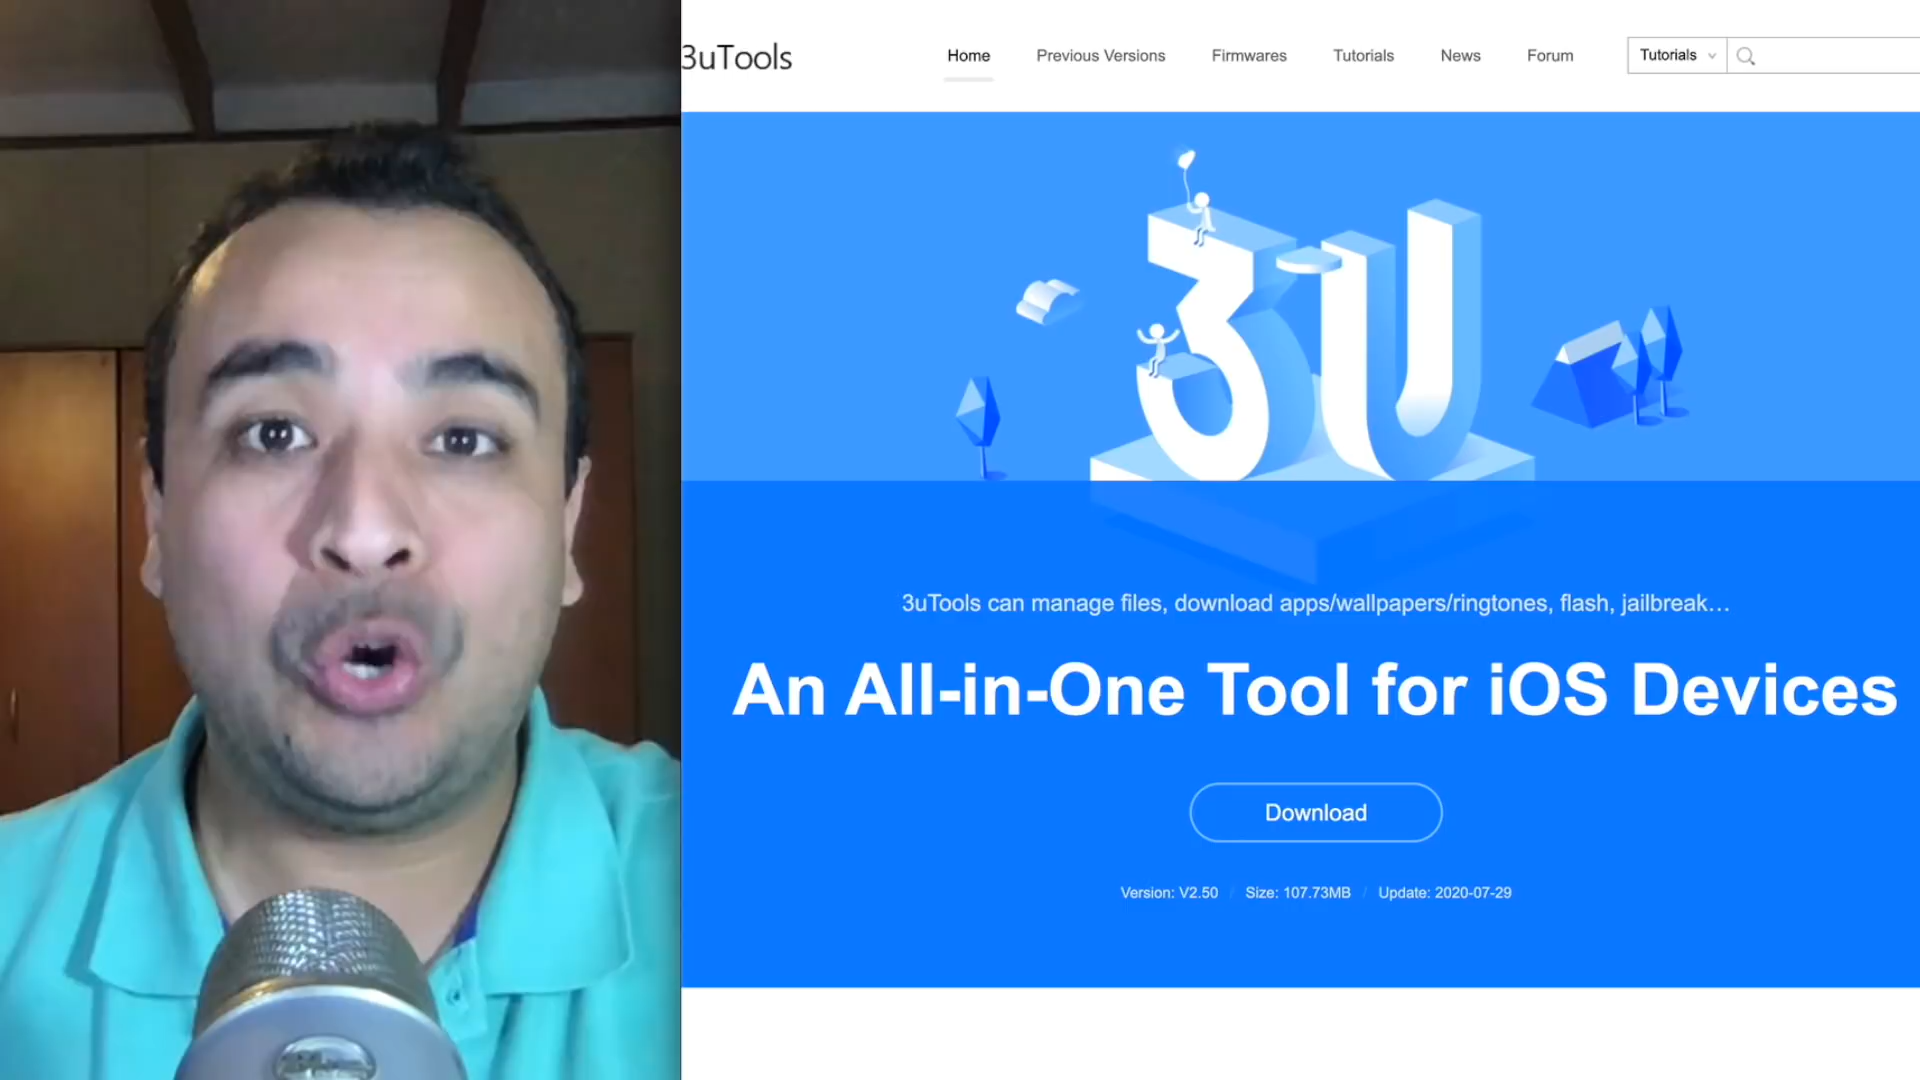 3uTools
Home Previous Versions Firmwares Tutorials News Forum Tutorials
3U
3uTools can manage files, download apps/wallpapers/ringtones, flash, jailbreak...
An All-in-One Tool for iOS Devices
Download
Version: V2.50 / Size: 107.73MB / Update: 2020-07-29